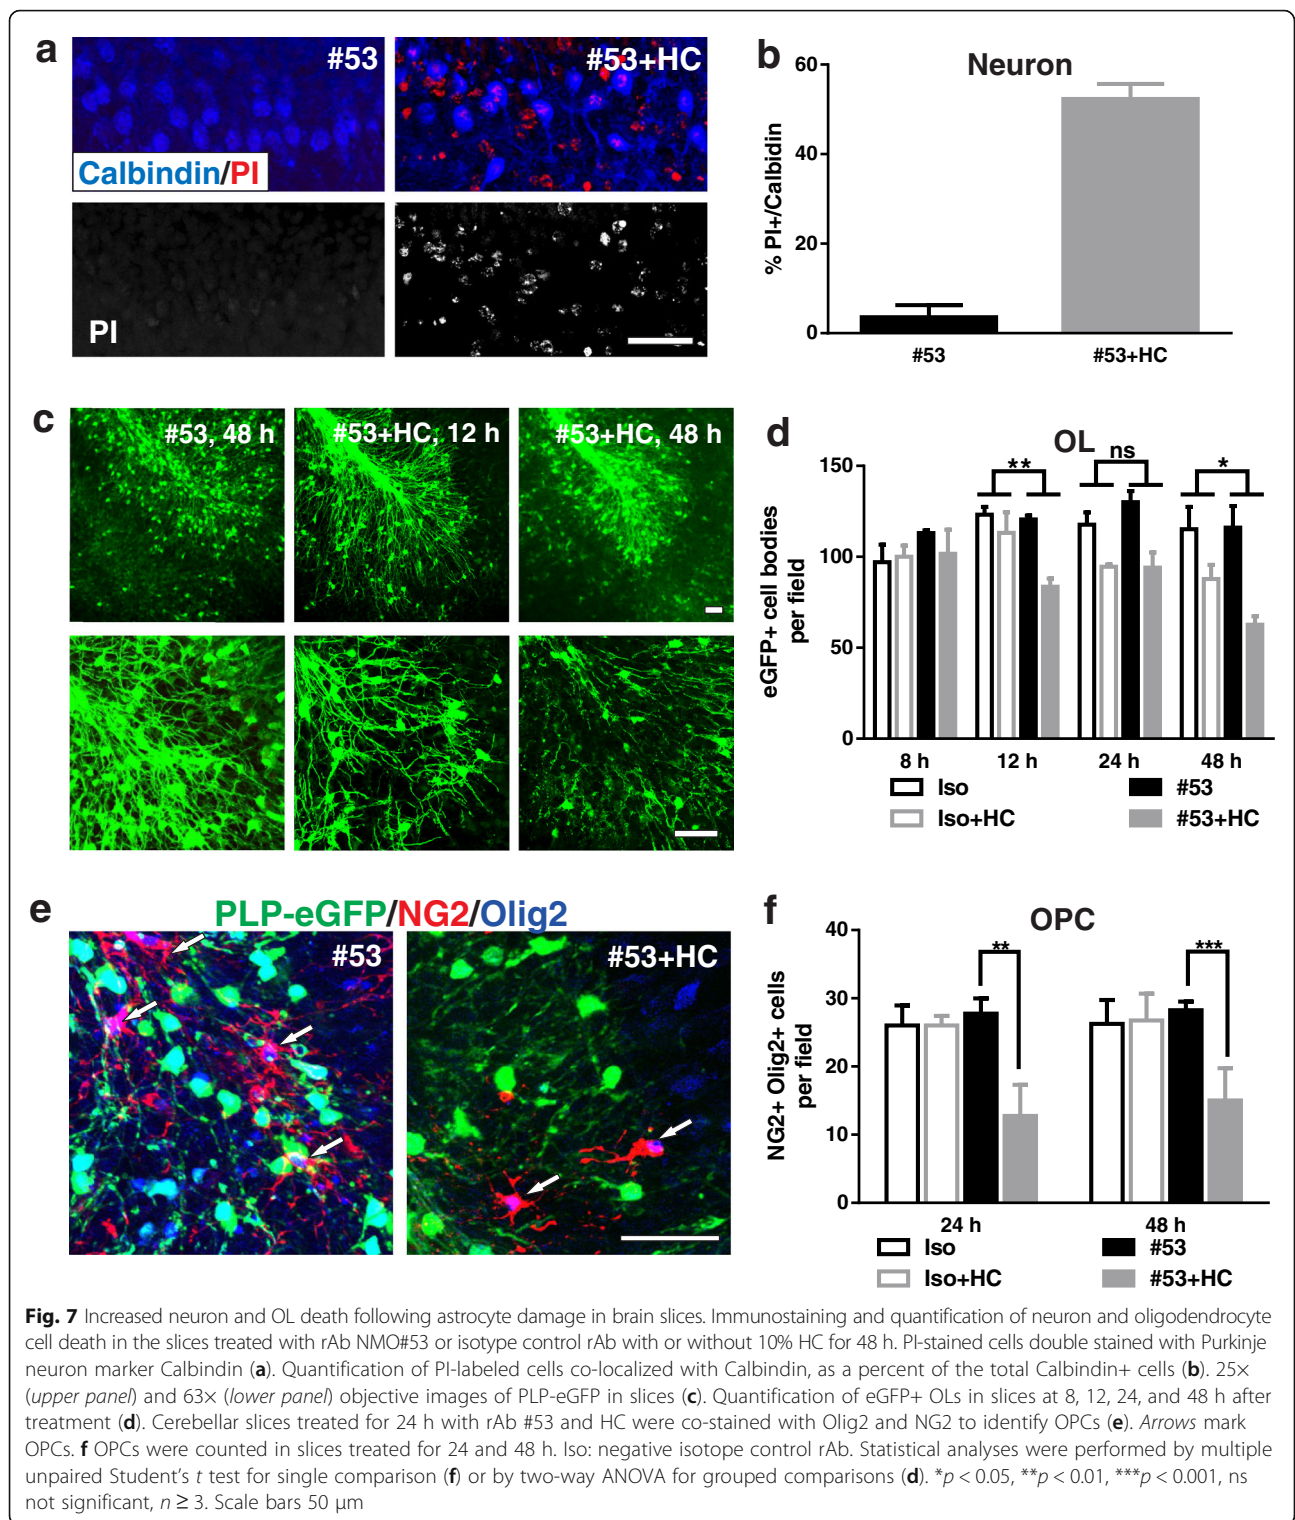 a
#53
#53+HC
Calbindin/PI
PI
b
Neuron
% PI+/Calbidin
60
40
20
0
#53
#53+HC
c
#53, 48 h
#53+HC, 12 h
#53+HC, 48 h
d
OL
eGFP+ cell bodies
per field
150
100
50
0
**
ns
*
8 h
12 h
24 h
48 h
Iso
#53
Iso+HC
#53+HC
e
PLP-eGFP/NG2/Olig2
#53
#53+HC
f
OPC
NG2+ Olig2+ cells
per field
40
30
20
10
0
**
***
24 h
48 h
Iso
#53
Iso+HC
#53+HC
Fig. 7 Increased neuron and OL death following astrocyte damage in brain slices. Immunostaining and quantification of neuron and oligodendrocyte
cell death in the slices treated with rAb NMO#53 or isotype control rAb with or without 10% HC for 48 h. PI-stained cells double stained with Purkinje
neuron marker Calbindin (a). Quantification of PI-labeled cells co-localized with Calbindin, as a percent of the total Calbindin+ cells (b). 25×
(upper panel) and 63× (lower panel) objective images of PLP-eGFP in slices (c). Quantification of eGFP+ OLs in slices at 8, 12, 24, and 48 h after
treatment (d). Cerebellar slices treated for 24 h with rAb #53 and HC were co-stained with Olig2 and NG2 to identify OPCs (e). Arrows mark
OPCs. f OPCs were counted in slices treated for 24 and 48 h. Iso: negative isotype control rAb. Statistical analyses were performed by multiple
unpaired Student's t test for single comparison (f) or by two-way ANOVA for grouped comparisons (d). *p < 0.05, **p < 0.01, ***p < 0.001, ns
not significant, n ≥ 3. Scale bars 50 μm